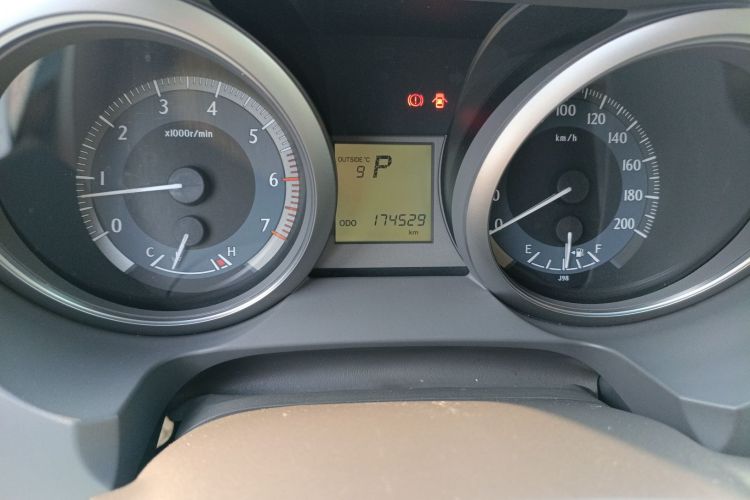 0 1 2 3 4 5 6 7
x1000r/min
C H
OUTSIDE °C
9 P
ODO 174529
km
0 100 120 140 160 180 200
km/h
E F
J98